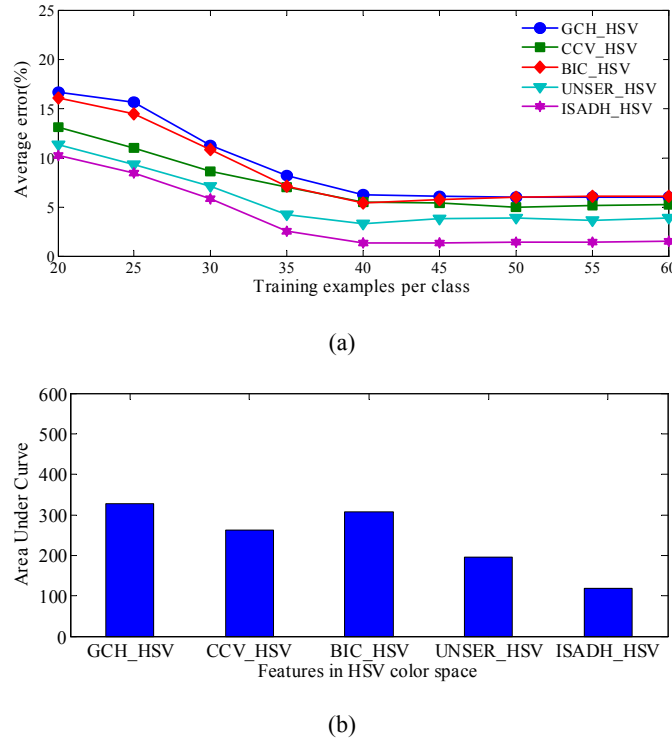 25
20
15
10
5
0
Average error(%)
GCH_HSV
CCV_HSV
BIC_HSV
UNSER_HSV
ISADH_HSV
20 25 30 35 40 45 50 55 60
Training examples per class
(a)
600
500
400
300
200
100
0
Area Under Curve
GCH_HSV CCV_HSV BIC_HSV UNSER_HSV ISADH_HSV
Features in HSV color space
(b)